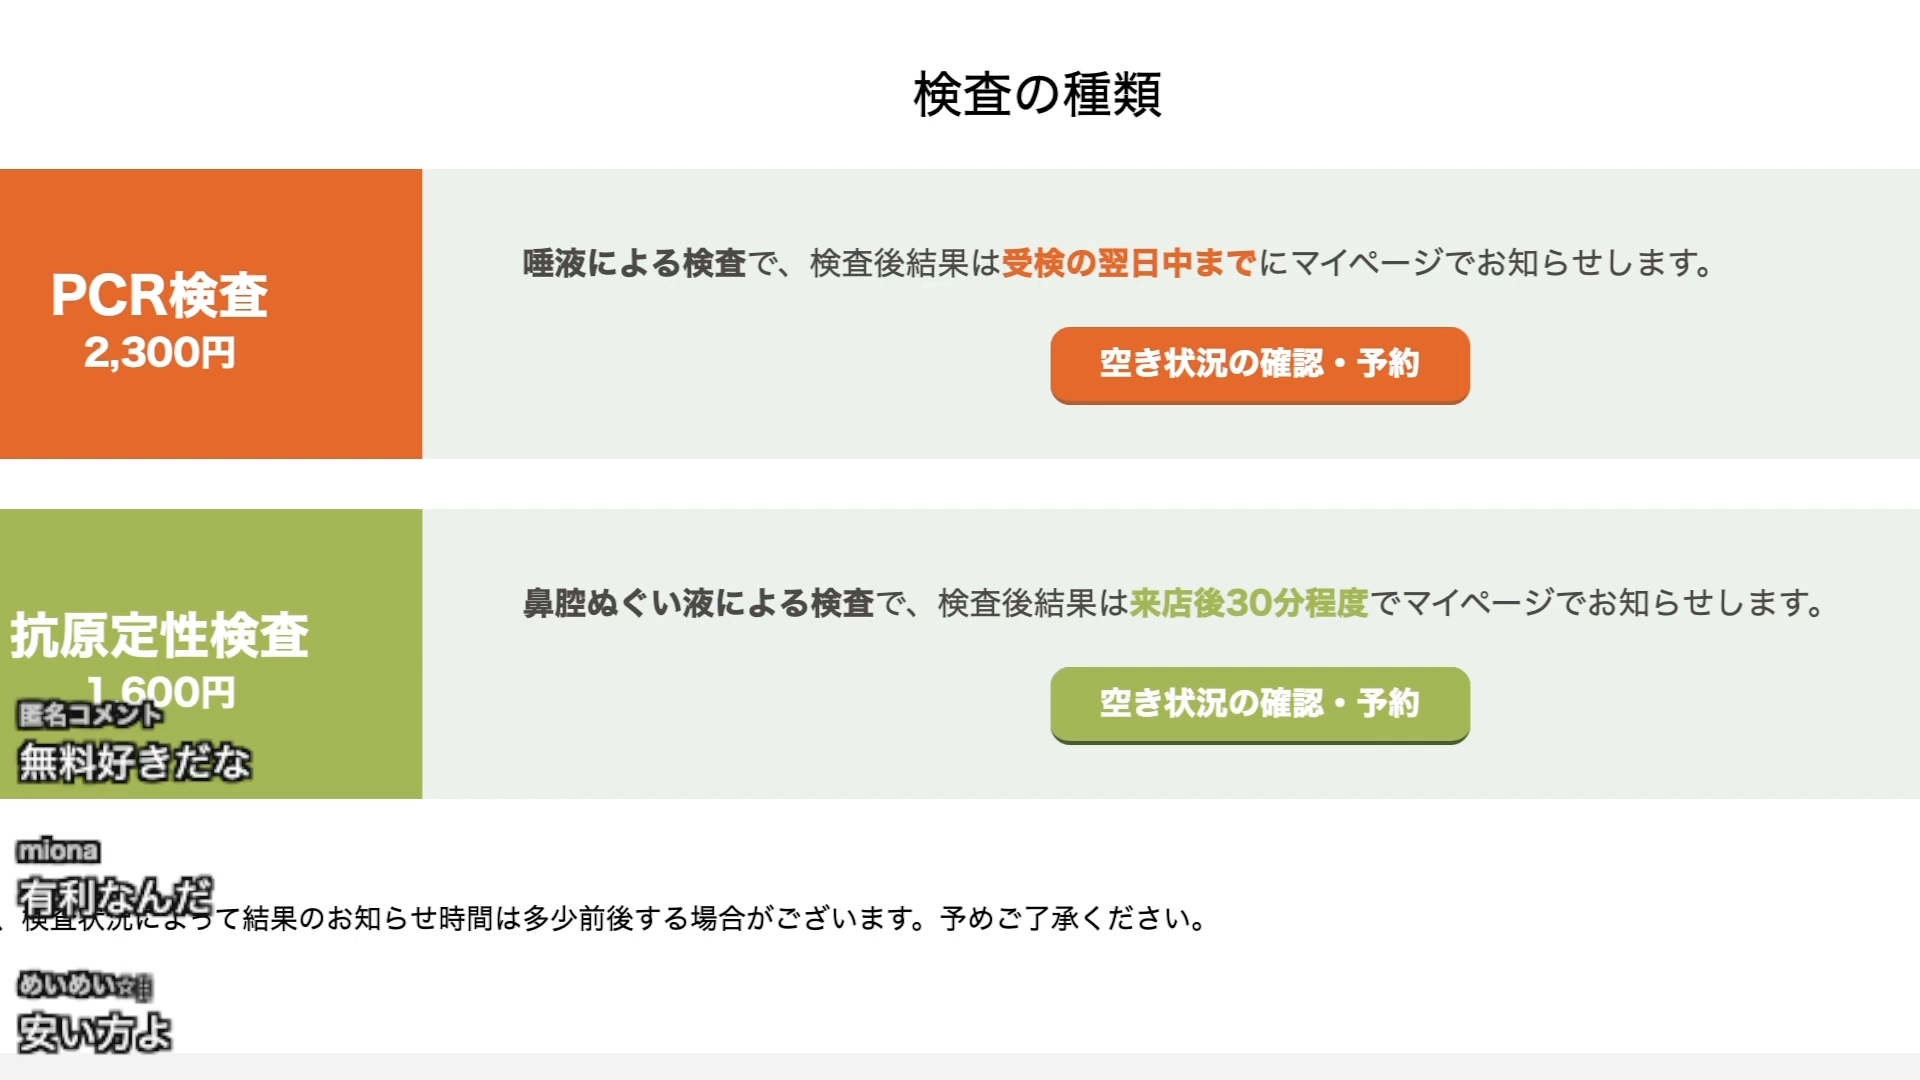 検査の種類
PCR検査
2,300円
唾液による検査で、検査後結果は受検の翌日中までにマイページでお知らせします。
空き状況の確認・予約
抗原定性検査
1,600円
鼻腔ぬぐい液による検査で、検査後結果は来店後30分程度でマイページでお知らせします。
空き状況の確認・予約
匿名コメント
無料好きだな
miona
有利なんだ
、検査状況によって結果のお知らせ時間は多少前後する場合がございます。予めご了承ください。
めいめい☆
安い方よ